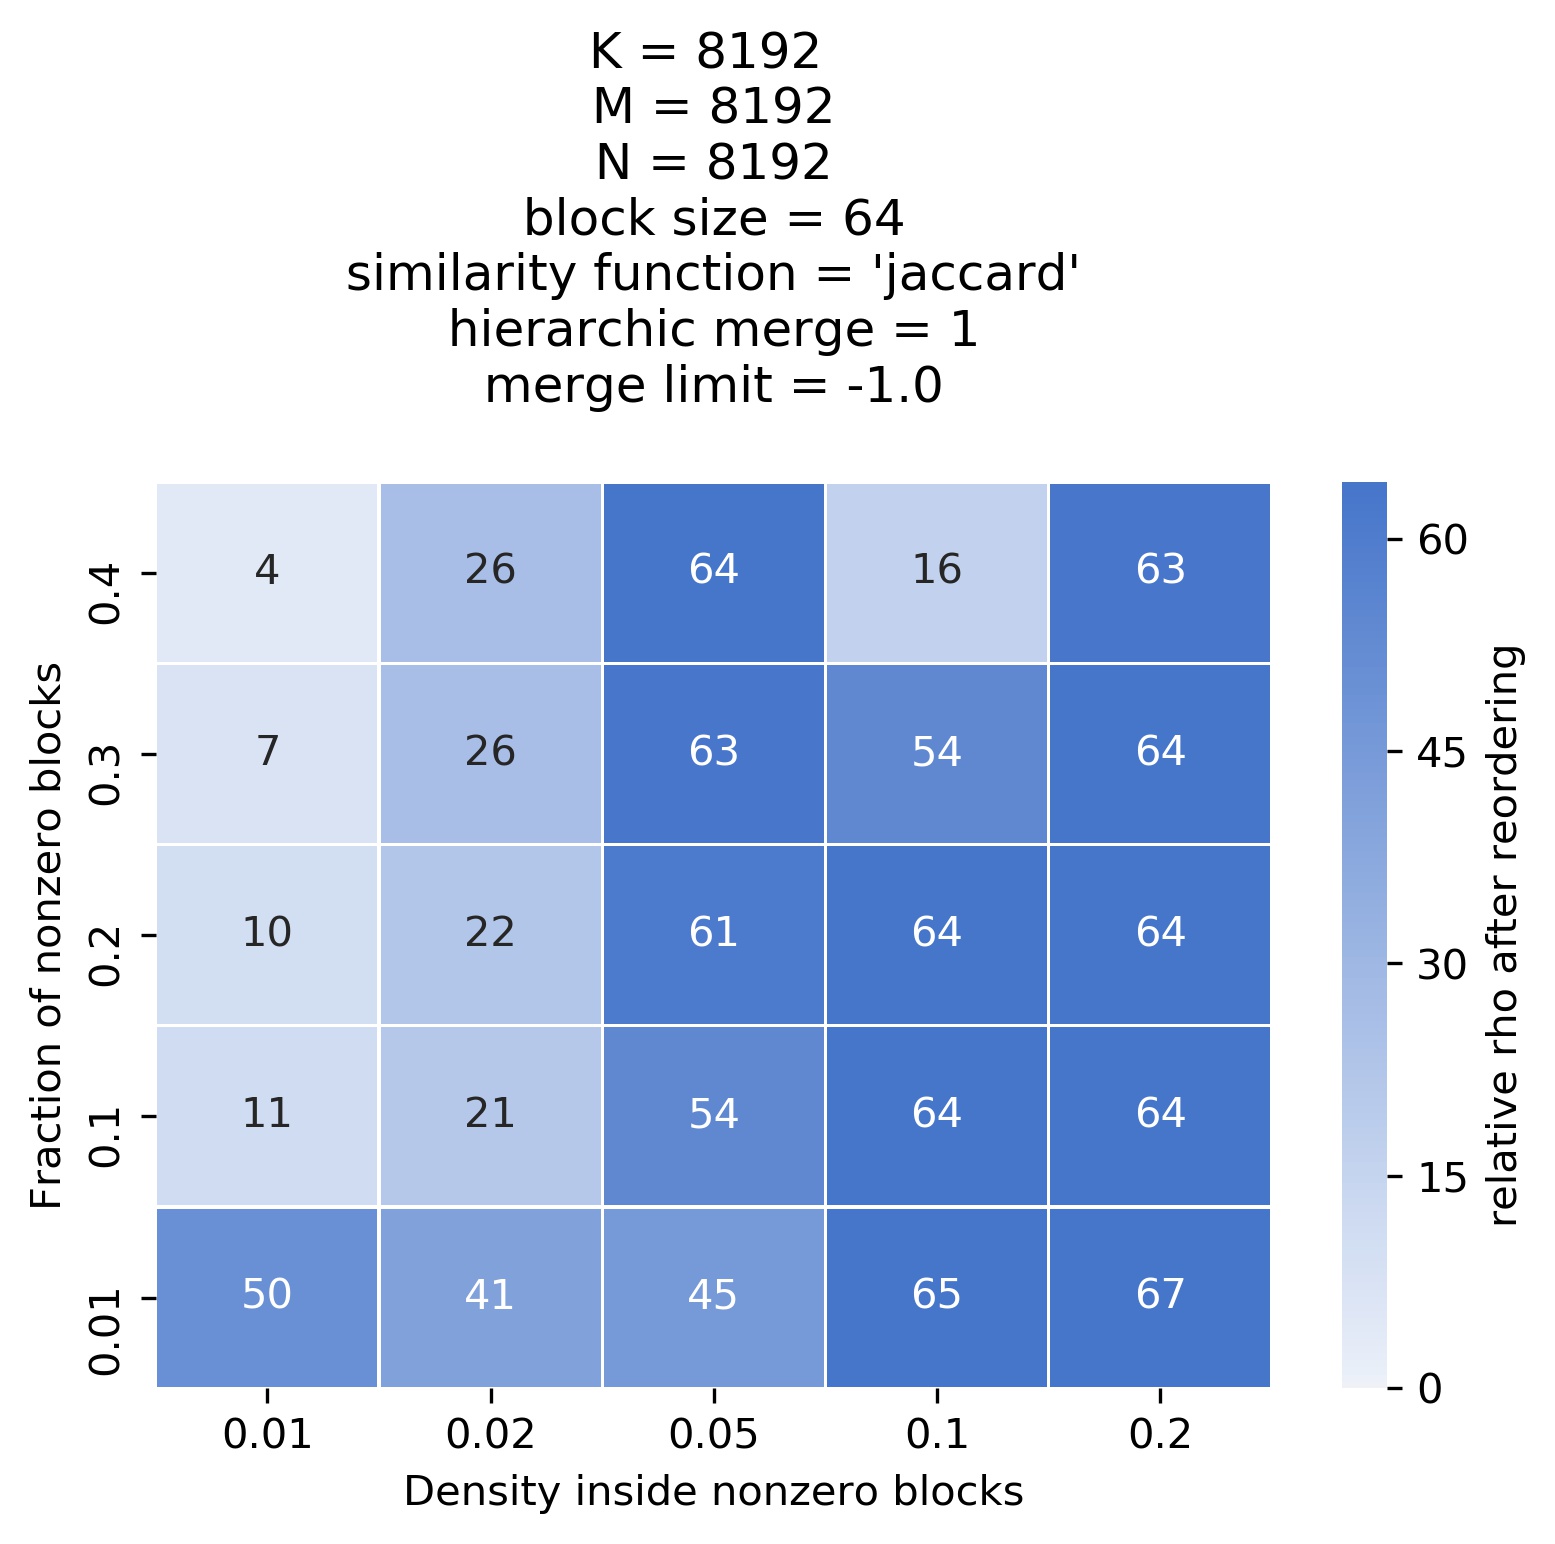 K = 8192
M = 8192
N = 8192
block size = 64
similarity function = 'jaccard'
hierarchic merge = 1
merge limit = -1.0
Fraction of nonzero blocks
0.4
4 26 64 16 63
0.3
7 26 63 54 64
0.2
10 22 61 64 64
0.1
11 21 54 64 64
0.01
50 41 45 65 67
0.01 0.02 0.05 0.1 0.2
Density inside nonzero blocks
60
45
30
15
0
relative rho after reordering